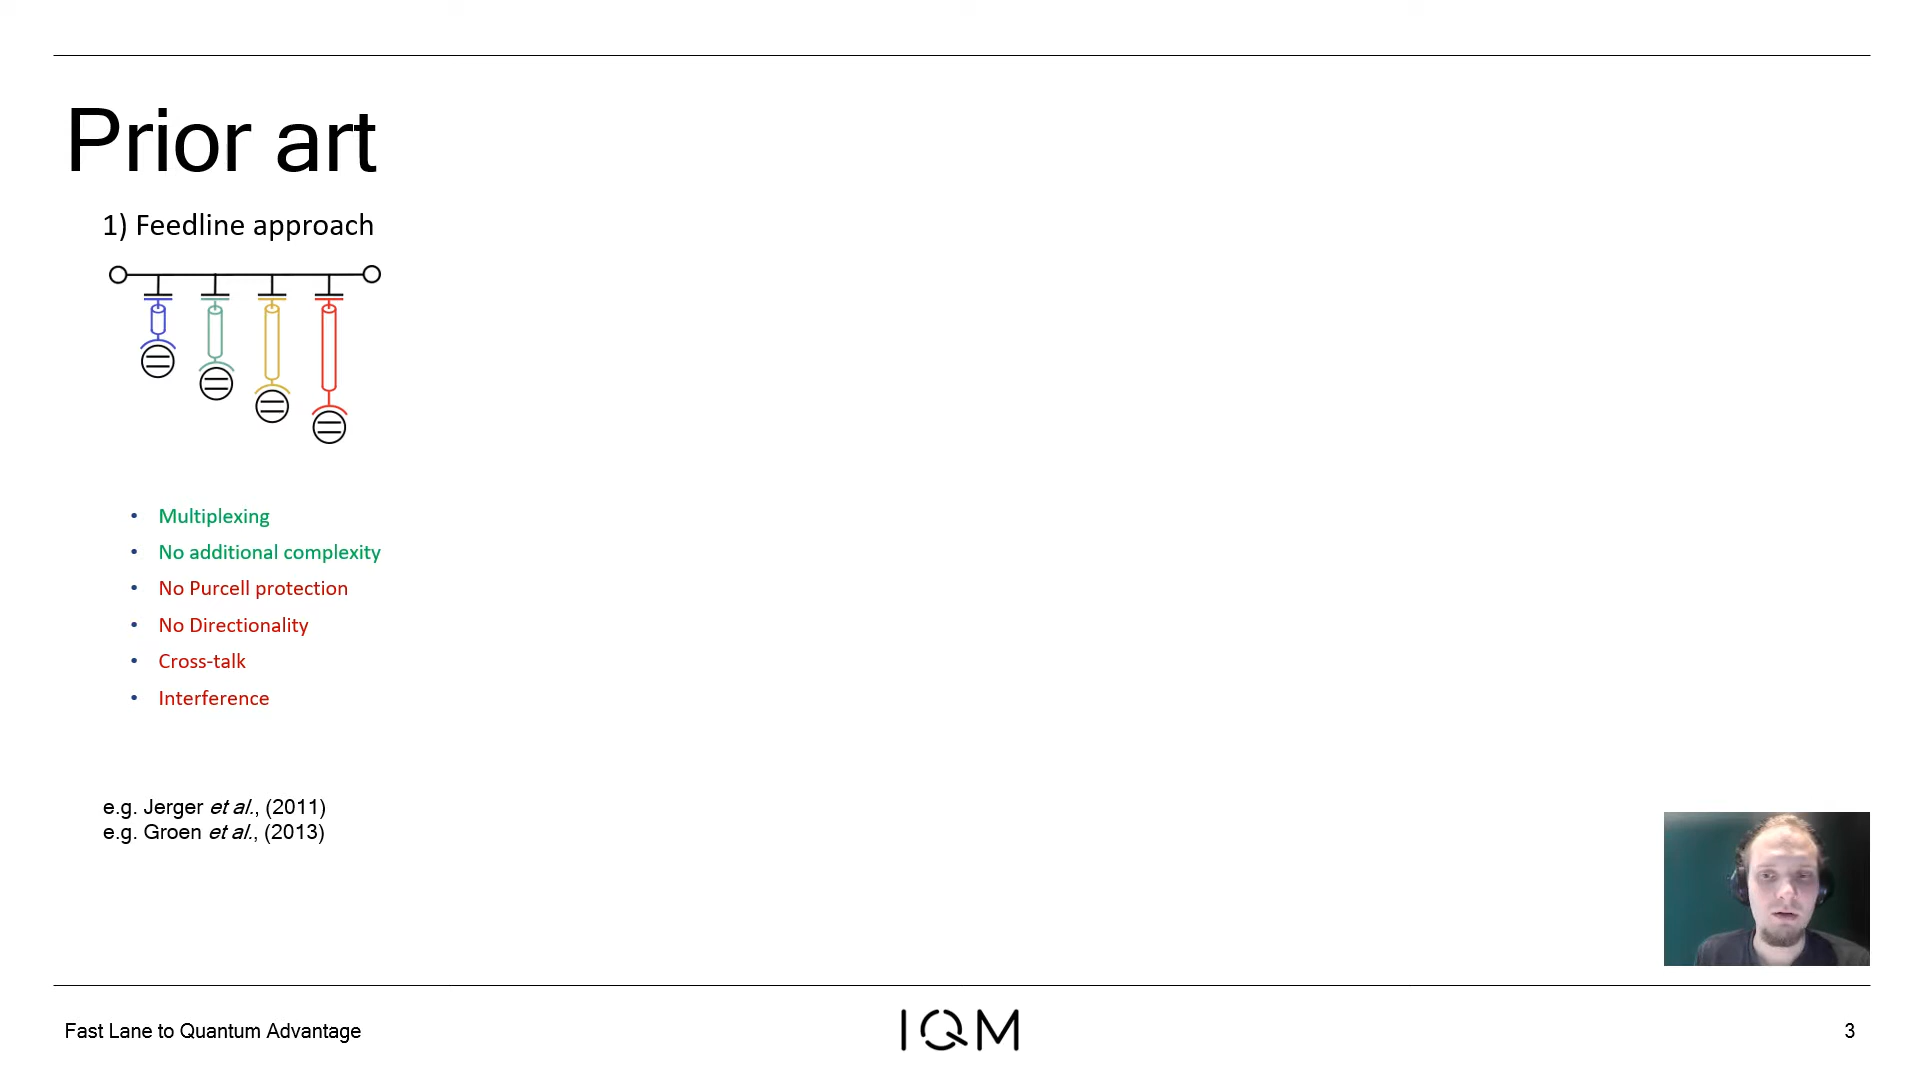 Prior art
1) Feedline approach
• Multiplexing
• No additional complexity
• No Purcell protection
• No Directionality
• Cross-talk
• Interference
e.g. Jerger et al., (2011)
e.g. Groen et al., (2013)
Fast Lane to Quantum Advantage
IQM
3